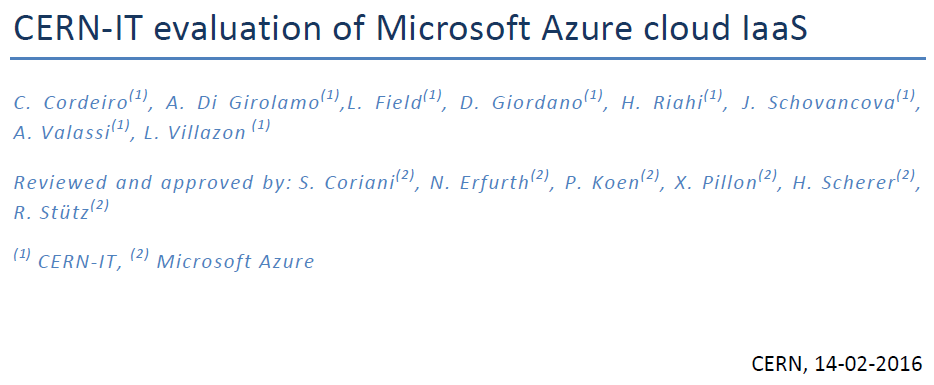 CERN-IT evaluation of Microsoft Azure cloud IaaS
C. Cordeiro(1), A. Di Girolamo(1),L. Field(1), D. Giordano(1), H. Riahi(1), J. Schovancova(1),
A. Valassi(1), L. Villazon (1)
Reviewed and approved by: S. Coriani(2), N. Erfurth(2), P. Koen(2), X. Pillon(2), H. Scherer(2),
R. Stütz(2)
(1) CERN-IT, (2) Microsoft Azure
CERN, 14-02-2016